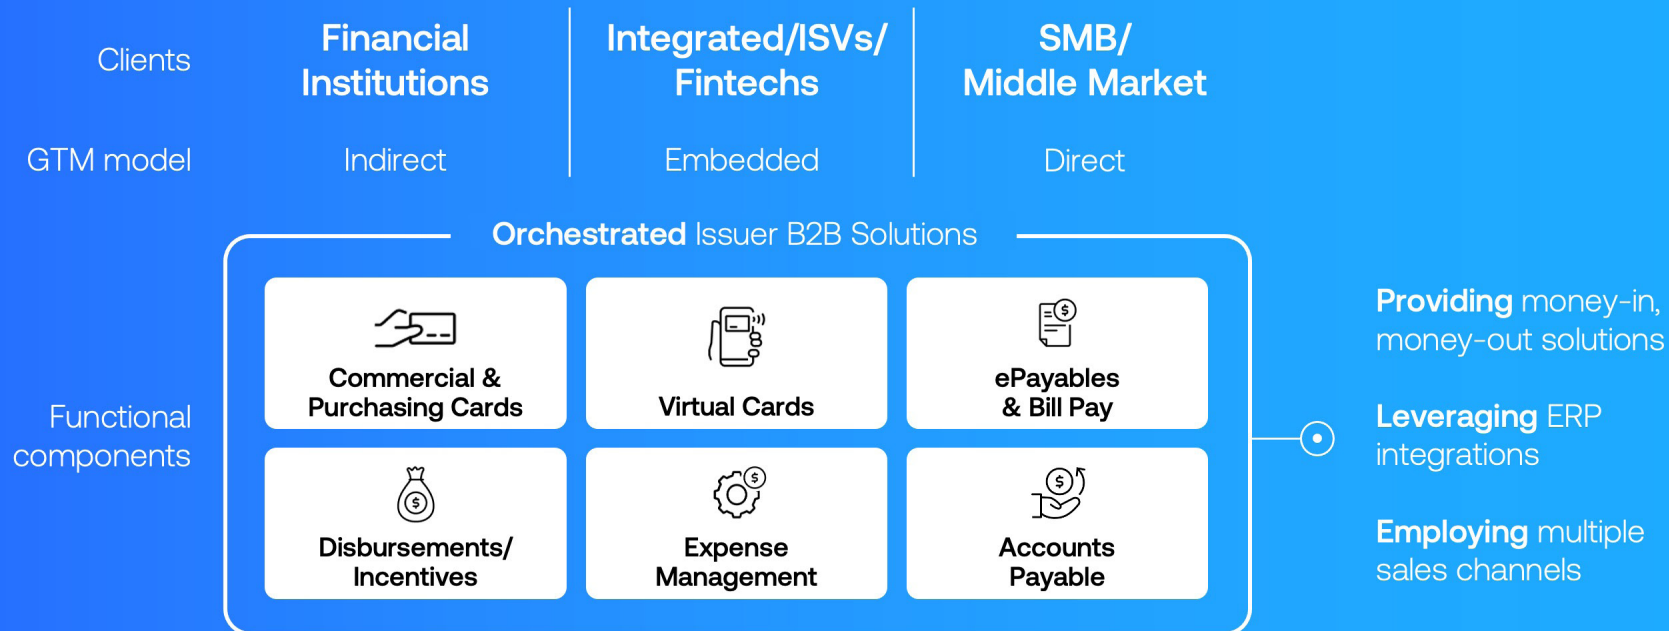 Clients
Financial
Institutions
Integrated/ISVs/
Fintechs
SMB/
Middle Market
GTM model
Indirect
Embedded
Direct
Orchestrated Issuer B2B Solutions
Functional
components
Commercial &
Purchasing Cards
Virtual Cards
$
ePayables
& Bill Pay
$
Disbursements/
Incentives
$
Expense
Management
$
Accounts
Payable
Providing money-in,
money-out solutions
Leveraging ERP
integrations
Employing multiple
sales channels